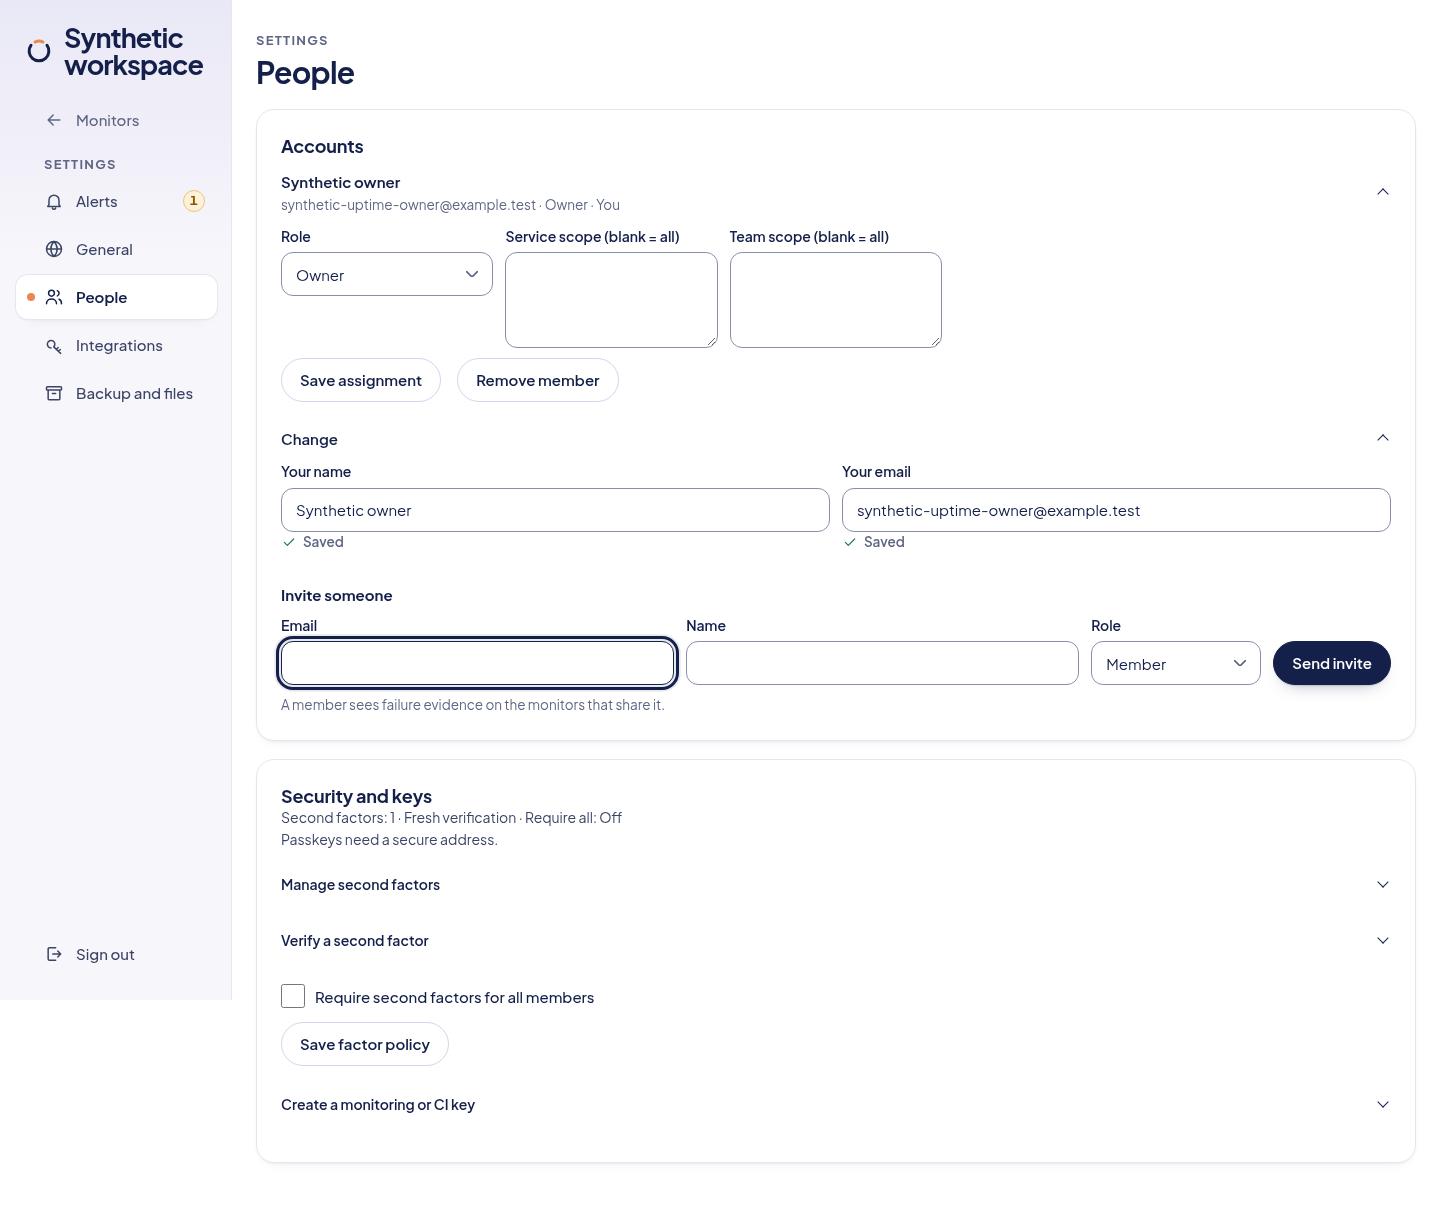 Synthetic
workspace
Monitors
SETTINGS
Alerts 1
General
People
Integrations
Backup and files
Sign out
SETTINGS
People
Accounts
Synthetic owner
synthetic-uptime-owner@example.test · Owner · You
Role Service scope (blank = all) Team scope (blank = all)
Owner
Save assignment Remove member
Change
Your name Your email
Synthetic owner synthetic-uptime-owner@example.test
Saved Saved
Invite someone
Email Name Role
Member Send invite
A member sees failure evidence on the monitors that share it.
Security and keys
Second factors: 1 · Fresh verification · Require all: Off
Passkeys need a secure address.
Manage second factors
Verify a second factor
Require second factors for all members
Save factor policy
Create a monitoring or CI key